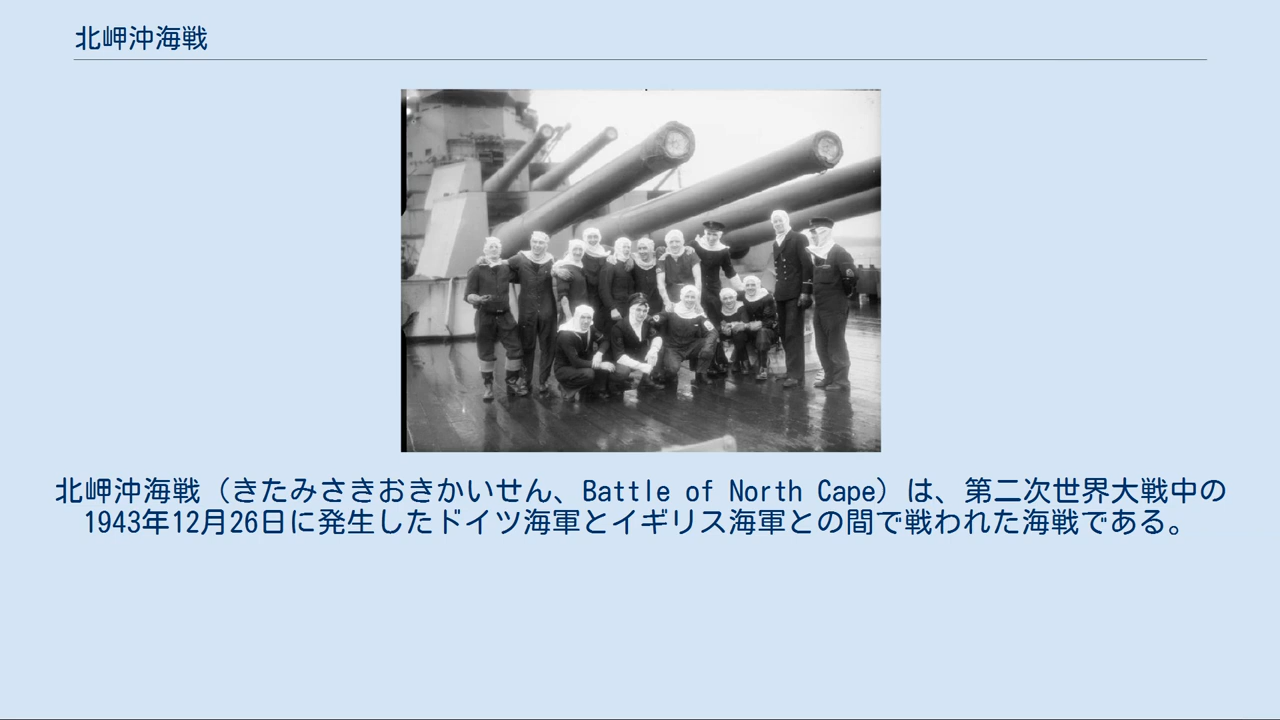 北岬沖海戦
北岬沖海戦（きたみさきおきかいせん、Battle of North Cape）は、第二次世界大戦中の
1943年12月26日に発生したドイツ海軍とイギリス海軍との間で戦われた海戦である。